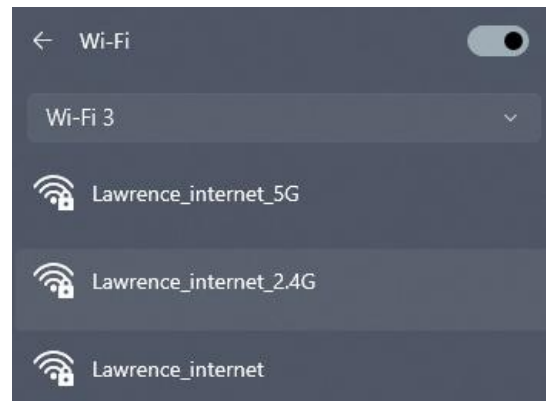 Wi-Fi
Wi-Fi 3
Lawrence_internet_5G
Lawrence_internet_2.4G
Lawrence_internet